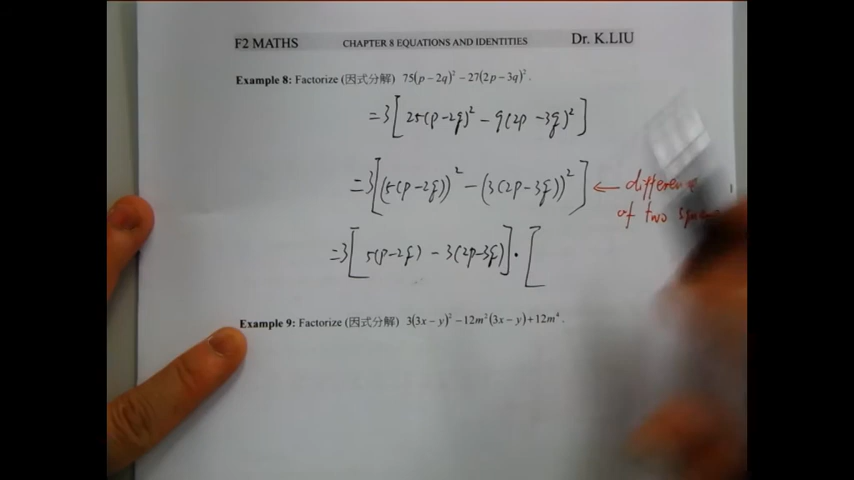 F2 MATHS CHAPTER 8 EQUATIONS AND IDENTITIES Dr. K.LIU
Example 8: Factorize (因式分解) 75(p−2q)²−27(2p−3q)².
=3[25(p−2q)²−9(2p−3q)²]
=3[(5(p−2q))²−(3(2p−3q))²] ←
of two
=3[5(p−2q)−3(2p−3q)]·[
Example 9: Factorize (因式分解) 3(3x−y)²−12m²(3x−y)+12m⁴.